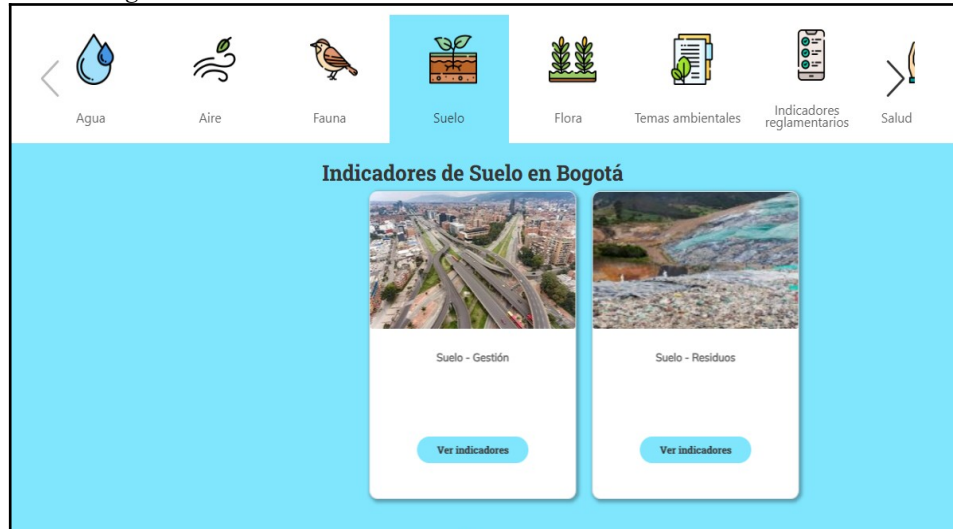 Agua
Aire
Fauna
Suelo
Flora
Temas ambientales
Indicadores
reglamentarios
Salud
Indicadores de Suelo en Bogotá
Suelo - Gestión
Suelo - Residuos
Ver indicadores
Ver indicadores